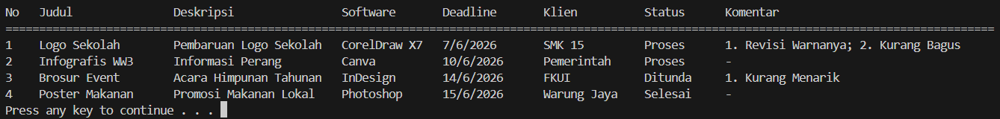 No   Judul               Deskripsi                Software       Deadline       Klien          Status      Komentar
===================================================================================================================================================
1    Logo Sekolah        Pembaruan Logo Sekolah   CorelDraw X7   7/6/2026       SMK 15         Proses      1. Revisi Warnanya; 2. Kurang Bagus
2    Infografis WW3      Informasi Perang         Canva          10/6/2026      Pemerintah     Proses      -
3    Brosur Event        Acara Himpunan Tahunan   InDesign       14/6/2026      FKUI           Ditunda     1. Kurang Menarik
4    Poster Makanan      Promosi Makanan Lokal    Photoshop      15/6/2026      Warung Jaya    Selesai     -
Press any key to continue . . .